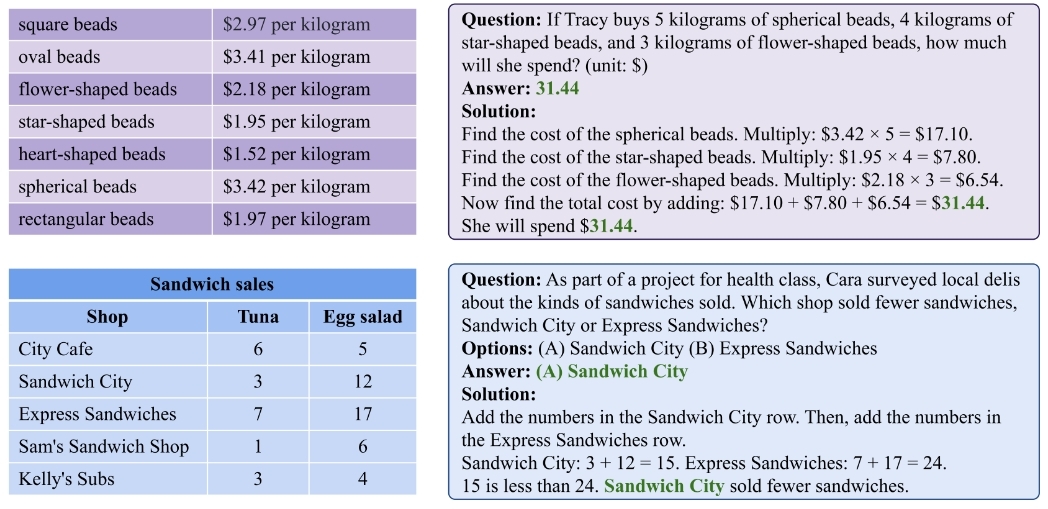 square beads $2.97 per kilogram
oval beads $3.41 per kilogram
flower-shaped beads $2.18 per kilogram
star-shaped beads $1.95 per kilogram
heart-shaped beads $1.52 per kilogram
spherical beads $3.42 per kilogram
rectangular beads $1.97 per kilogram
Question: If Tracy buys 5 kilograms of spherical beads, 4 kilograms of
star-shaped beads, and 3 kilograms of flower-shaped beads, how much
will she spend? (unit: $)
Answer: 31.44
Solution:
Find the cost of the spherical beads. Multiply: $3.42 × 5 = $17.10.
Find the cost of the star-shaped beads. Multiply: $1.95 × 4 = $7.80.
Find the cost of the flower-shaped beads. Multiply: $2.18 × 3 = $6.54.
Now find the total cost by adding: $17.10 + $7.80 + $6.54 = $31.44.
She will spend $31.44.
Sandwich sales
Shop Tuna Egg salad
City Cafe 6 5
Sandwich City 3 12
Express Sandwiches 7 17
Sam's Sandwich Shop 1 6
Kelly's Subs 3 4
Question: As part of a project for health class, Cara surveyed local delis
about the kinds of sandwiches sold. Which shop sold fewer sandwiches,
Sandwich City or Express Sandwiches?
Options: (A) Sandwich City (B) Express Sandwiches
Answer: (A) Sandwich City
Solution:
Add the numbers in the Sandwich City row. Then, add the numbers in
the Express Sandwiches row.
Sandwich City: 3 + 12 = 15. Express Sandwiches: 7 + 17 = 24.
15 is less than 24. Sandwich City sold fewer sandwiches.